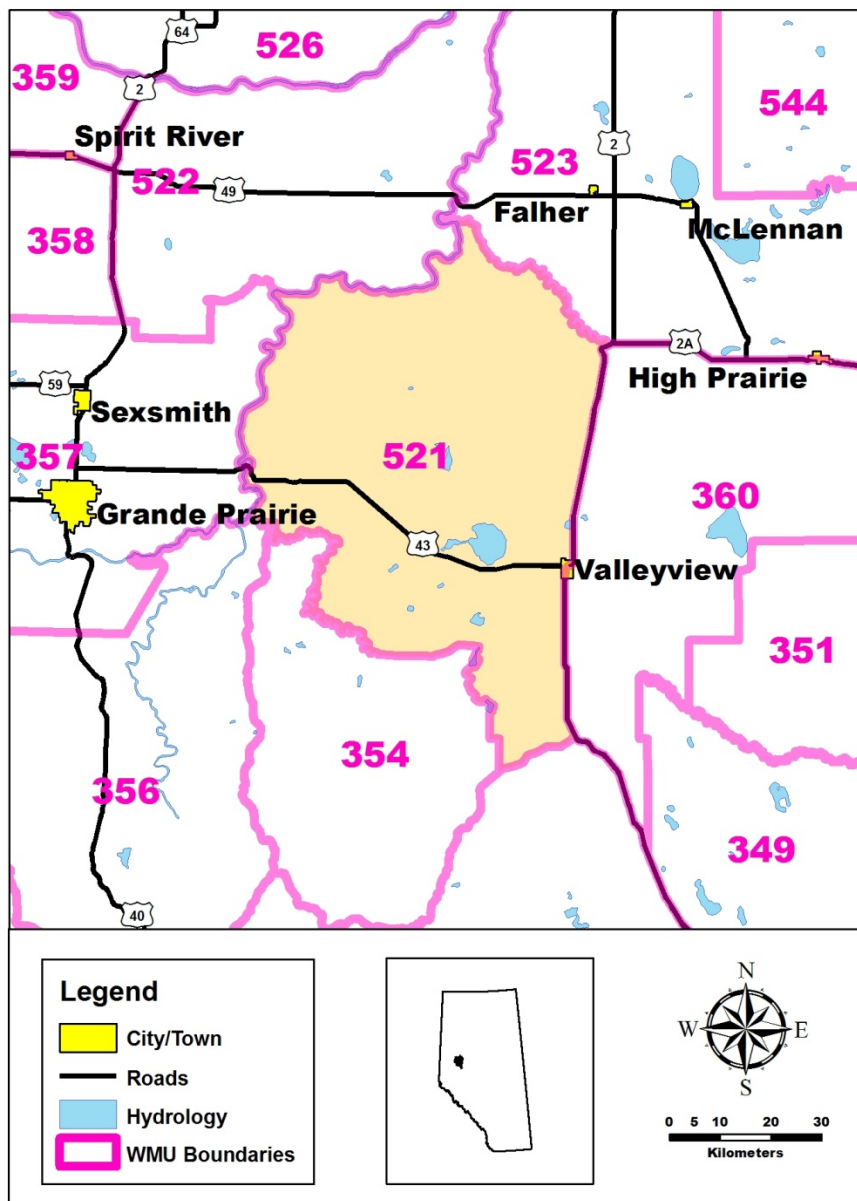 64
526
359
2
544
Spirit River
523
2
522
49
Falher
McLennan
358
2A
High Prairie
59
Sexsmith
357
521
360
Grande Prairie
43
Valleyview
351
354
356
349
40
Legend
City/Town
Roads
Hydrology
WMU Boundaries
N
W E
S
0 5 10 20 30
Kilometers